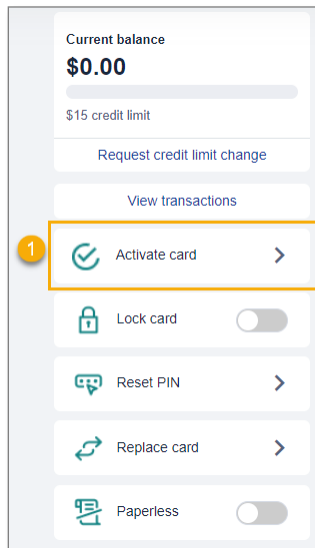 Current balance
$0.00
$15 credit limit
Request credit limit change
View transactions
1
Activate card
Lock card
Reset PIN
Replace card
Paperless